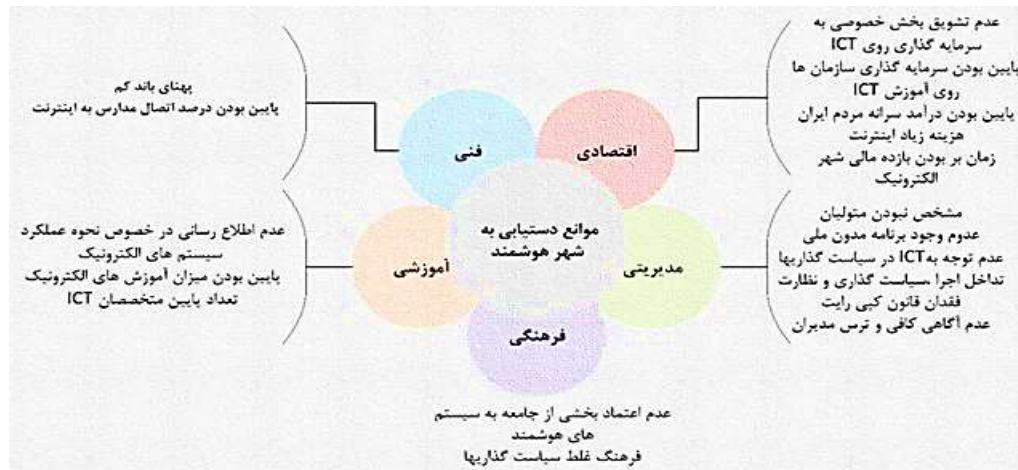 عدم تشویق بخش خصوصی به
سرمایه گذاری روی ICT
پایین بودن سرمایه گذاری سازمان ها
روی آموزش ICT
پایین بودن درآمد سرانه مردم ایران
هزینه زیاد اینترنت
زمان بر بودن بازده مالی شهر
الکترونیک
پهنای باند کم
پایین بودن درصد اتصال مدارس به اینترنت
اقتصادی
فنی
موانع دستیابی به
شهر هوشمند
مدیریتی
آموزشی
فرهنگی
مشخص نبودن متولیان
عدوم وجود برنامه مدون ملی
عدم توجه به ICT در سیاست گذاریها
تداخل اجرا ،سیاست گذاری و نظارت
فقدان قانون کپی رایت
عدم آگاهی کافی و ترس مدیران
عدم اطلاع رسانی در خصوص نحوه عملکرد
سیستم های الکترونیک
پایین بودن میزان آموزش های الکترونیک
تعداد پایین متخصصان ICT
عدم اعتماد بخشی از جامعه به سیستم
های هوشمند
فرهنگ غلط سیاست گذاریها